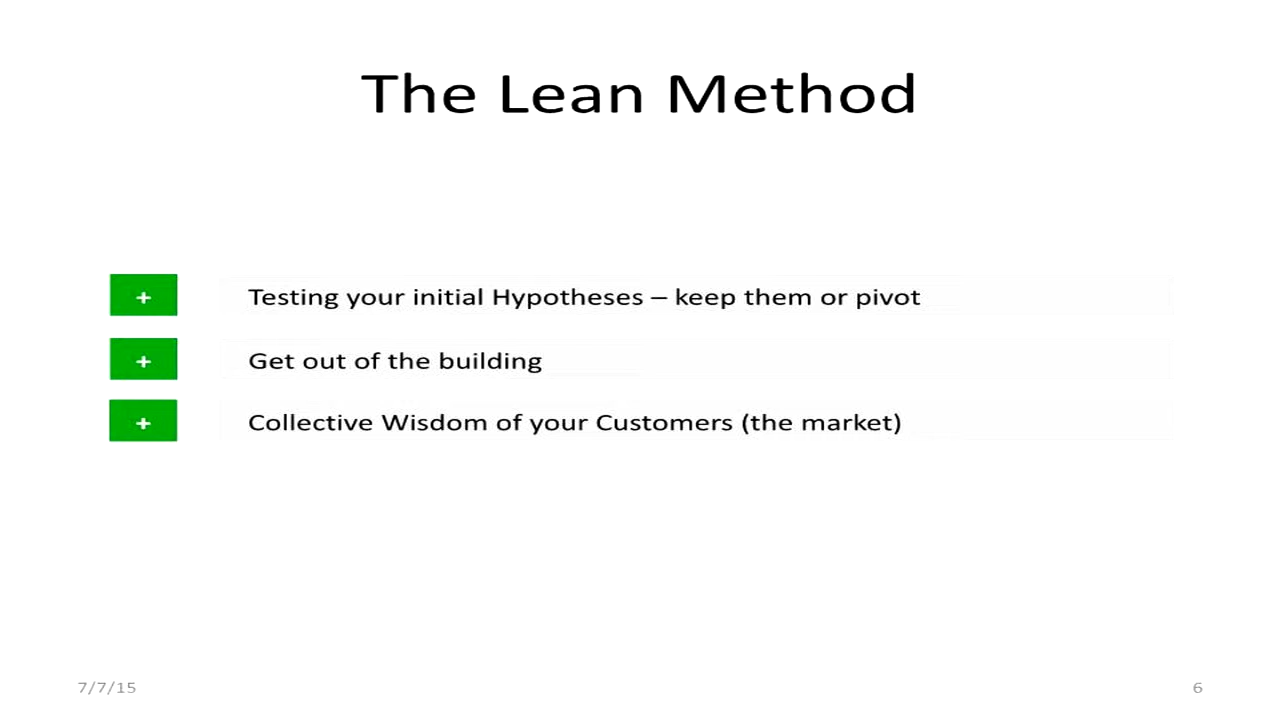 The Lean Method
+ Testing your initial Hypotheses – keep them or pivot
+ Get out of the building
+ Collective Wisdom of your Customers (the market)
7/7/15 6